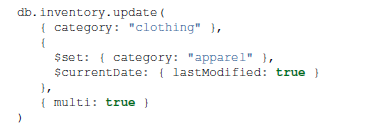 db.inventory.update(
{ category: "clothing" },
{
$set: { category: "apparel" },
$currentDate: { lastModified: true }
},
{ multi: true }
)